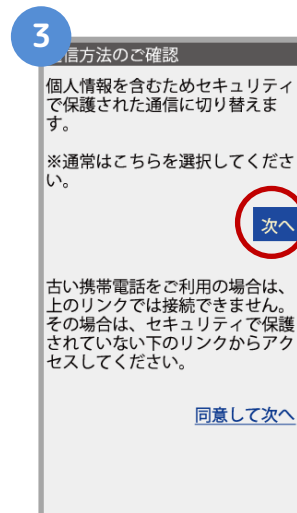 3
信方法のご確認
個人情報を含むためセキュリティ
で保護された通信に切り替えま
す。
※通常はこちらを選択してくださ
い。
次へ
古い携帯電話をご利用の場合は、
上のリンクでは接続できません。
その場合は、セキュリティで保護
されていない下のリンクからアク
セスしてください。
同意して次へ